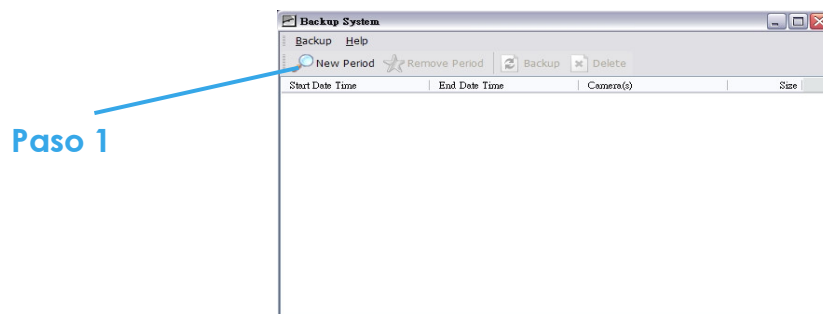 Backup System
Backup Help
New Period Remove Period Backup Delete
Start Date Time End Date Time Camera(s) Size
Paso 1